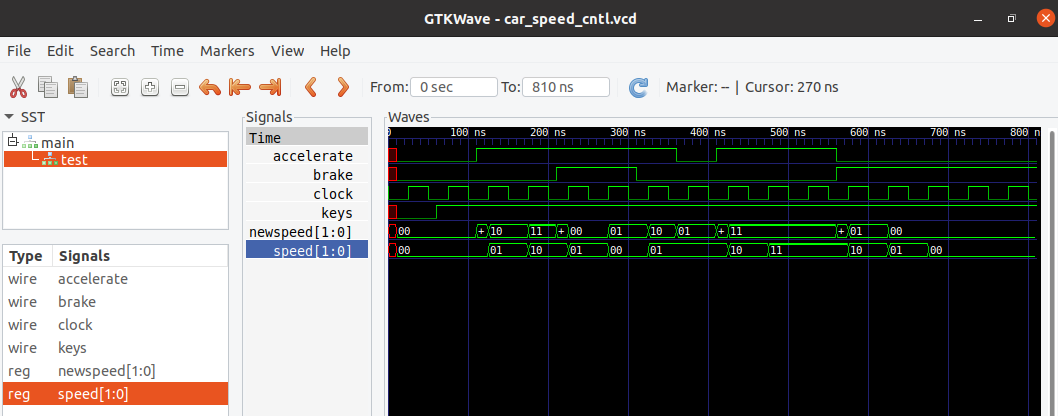 GTKWave - car_speed_cntl.vcd
File Edit Search Time Markers View Help
From: 0 sec To: 810 ns Marker: -- | Cursor: 270 ns
SST
main
test
Type Signals
wire accelerate
wire brake
wire clock
wire keys
reg newspeed[1:0]
reg speed[1:0]
Signals
Time
accelerate
brake
clock
keys
newspeed[1:0]
speed[1:0]
Waves
0 100 ns 200 ns 300 ns 400 ns 500 ns 600 ns 700 ns 800 n
00 + 10 11 + 00 01 10 01 + 11 + 01 00
00 01 10 01 00 01 10 11 10 01 00